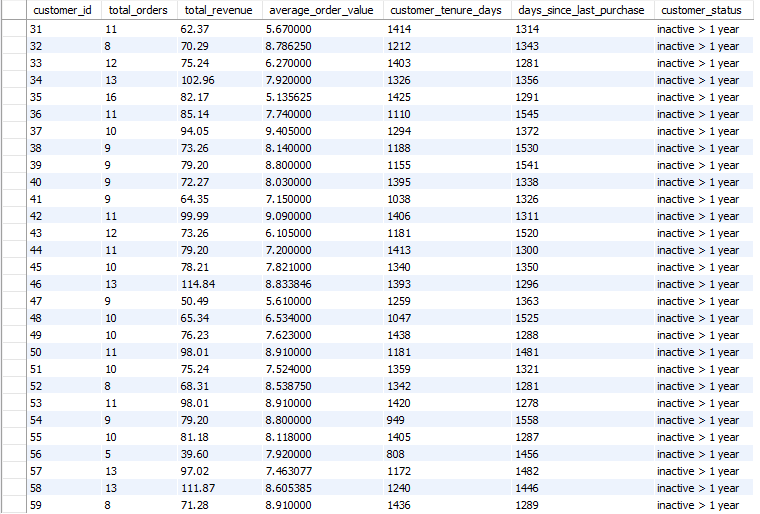 customer_id total_orders total_revenue average_order_value customer_tenure_days days_since_last_purchase customer_status
31 11 62.37 5.670000 1414 1314 inactive > 1 year
32 8 70.29 8.786250 1212 1343 inactive > 1 year
33 12 75.24 6.270000 1403 1281 inactive > 1 year
34 13 102.96 7.920000 1326 1356 inactive > 1 year
35 16 82.17 5.135625 1425 1291 inactive > 1 year
36 11 85.14 7.740000 1110 1545 inactive > 1 year
37 10 94.05 9.405000 1294 1372 inactive > 1 year
38 9 73.26 8.140000 1188 1530 inactive > 1 year
39 9 79.20 8.800000 1155 1541 inactive > 1 year
40 9 72.27 8.030000 1395 1338 inactive > 1 year
41 9 64.35 7.150000 1038 1326 inactive > 1 year
42 11 99.99 9.090000 1406 1311 inactive > 1 year
43 12 73.26 6.105000 1181 1520 inactive > 1 year
44 11 79.20 7.200000 1413 1300 inactive > 1 year
45 10 78.21 7.821000 1340 1350 inactive > 1 year
46 13 114.84 8.833846 1393 1296 inactive > 1 year
47 9 50.49 5.610000 1259 1363 inactive > 1 year
48 10 65.34 6.534000 1047 1525 inactive > 1 year
49 10 76.23 7.623000 1438 1288 inactive > 1 year
50 11 98.01 8.910000 1181 1481 inactive > 1 year
51 10 75.24 7.524000 1359 1321 inactive > 1 year
52 8 68.31 8.538750 1342 1281 inactive > 1 year
53 11 98.01 8.910000 1420 1278 inactive > 1 year
54 9 79.20 8.800000 949 1558 inactive > 1 year
55 10 81.18 8.118000 1405 1287 inactive > 1 year
56 5 39.60 7.920000 808 1456 inactive > 1 year
57 13 97.02 7.463077 1172 1482 inactive > 1 year
58 13 111.87 8.605385 1240 1446 inactive > 1 year
59 8 71.28 8.910000 1436 1289 inactive > 1 year